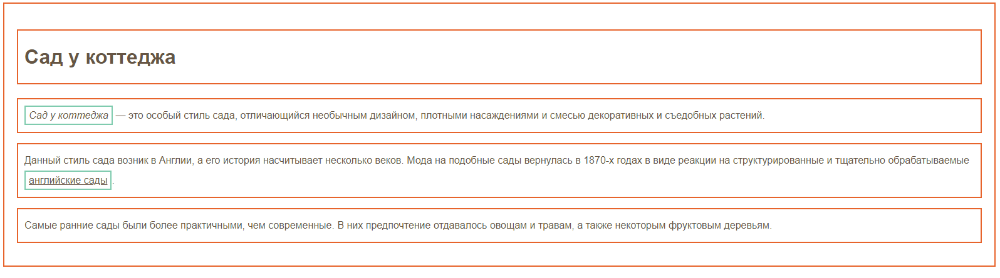 Сад у коттеджа
Сад у коттеджа — это особый стиль сада, отличающийся необычным дизайном, плотными насаждениями и смесью декоративных и съедобных растений.
Данный стиль сада возник в Англии, а его история насчитывает несколько веков. Мода на подобные сады вернулась в 1870-х годах в виде реакции на структурированные и тщательно обрабатываемые
английские сады.
Самые ранние сады были более практичными, чем современные. В них предпочтение отдавалось овощам и травам, а также некоторым фруктовым деревьям.